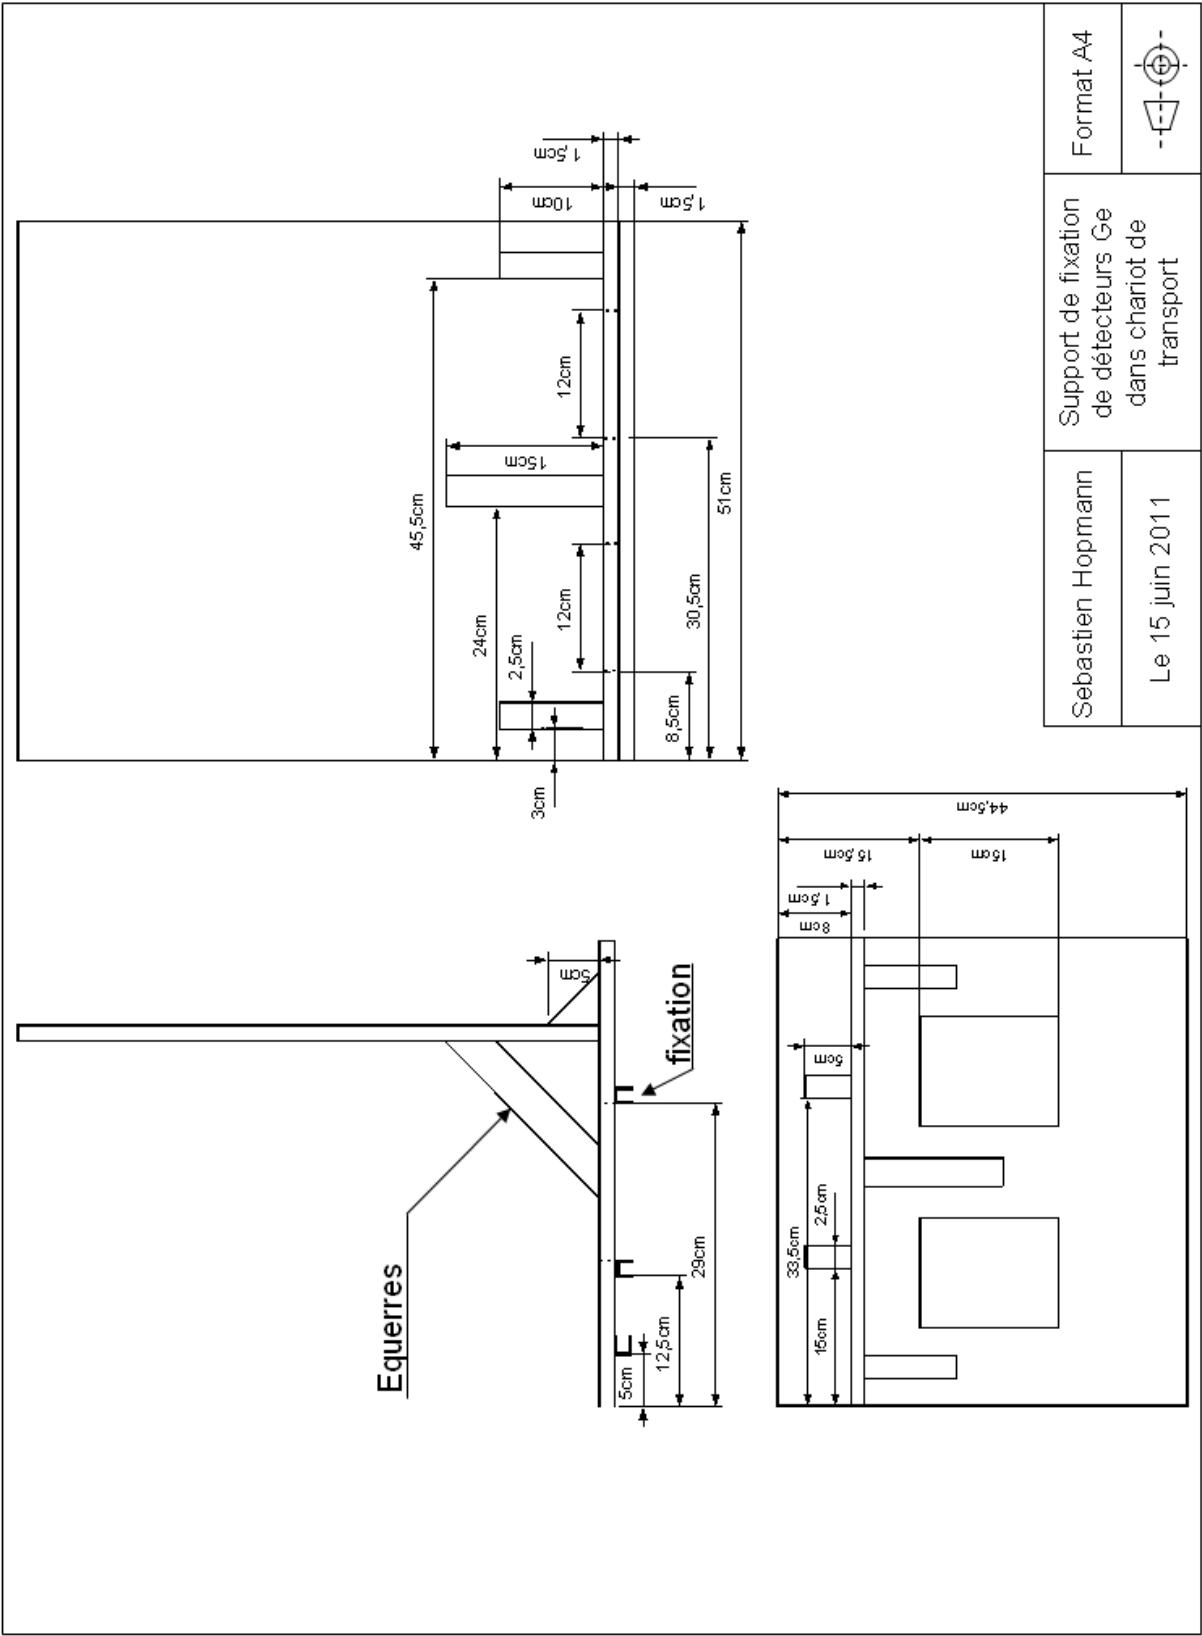 1,5cm
10cm
1,5cm
45,5cm
12cm
15cm
24cm
2,5cm
12cm
51cm
30,5cm
8,5cm
3cm
5cm
fixation
Equerres
29cm
12,5cm
5cm
44,5cm
15,5cm
15cm
1,5cm
8cm
5cm
33,5cm
2,5cm
15cm
Sebastien Hopmann
Le 15 juin 2011
Support de fixation
de détecteurs Ge
dans chariot de
transport
Format A4